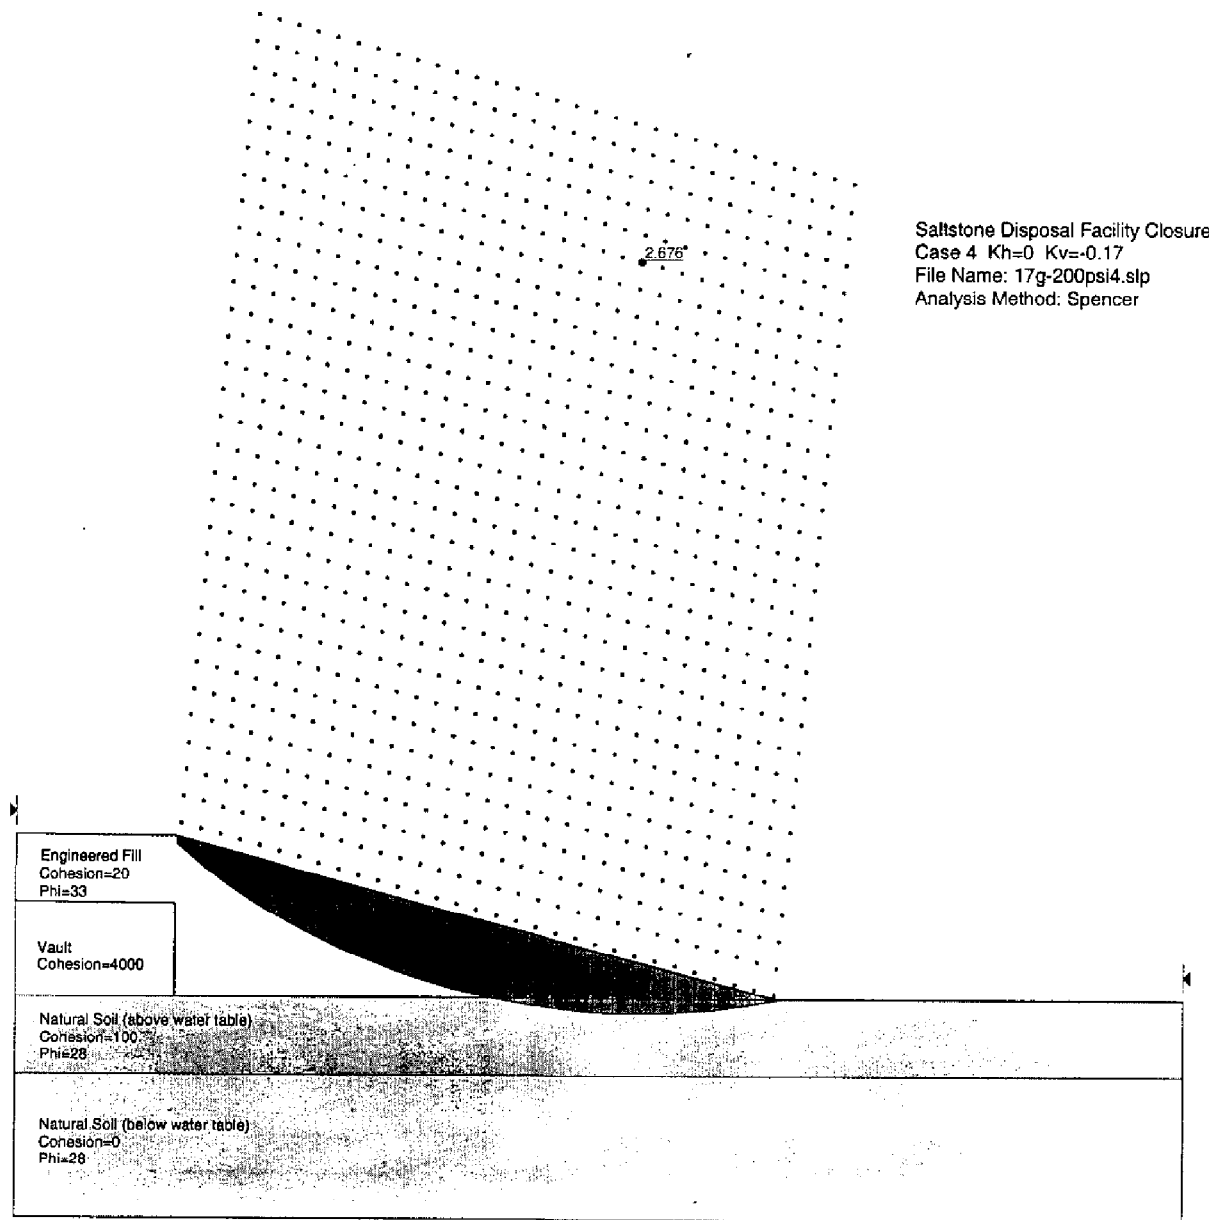 2.676
Saltstone Disposal Facility Closure
Case 4 Kh=0 Kv=-0.17
File Name: 17g-200psi4.slp
Analysis Method: Spencer
Engineered Fill
Cohesion=20
Phi=33
Vault
Cohesion=4000
Natural Soil (above water table)
Cohesion=100
Phi=28
Natural Soil (below water table)
Cohesion=0
Phi=28